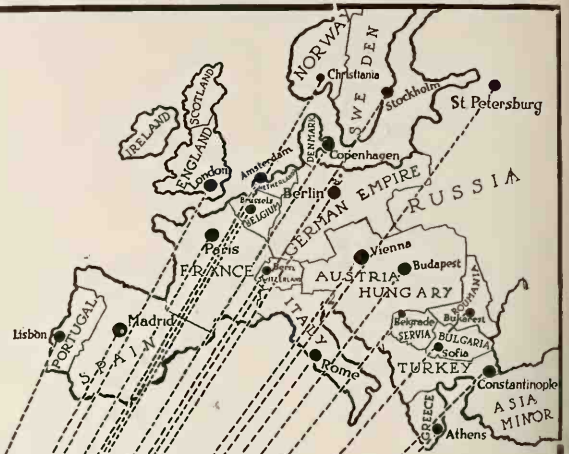 NORWAY
SWEDEN
Christiania
Stockholm
St. Petersburg
SCOTLAND
IRELAND
ENGLAND
London
DENMARK
Copenhagen
Amsterdam
NETHERLAND
Berlin
GERMAN EMPIRE
RUSSIA
Brussels
BELGIUM
Paris
FRANCE
Bern
SWITZERLAND
Vienna
Budapest
AUSTRIA
HUNGARY
ROUMANIA
Bukarest
Belgrade
SERVIA
BULGARIA
Sofia
TURKEY
ITALY
Rome
PORTUGAL
Lisbon
Madrid
SPAIN
Constantinople
ASIA
MINOR
GREECE
Athens